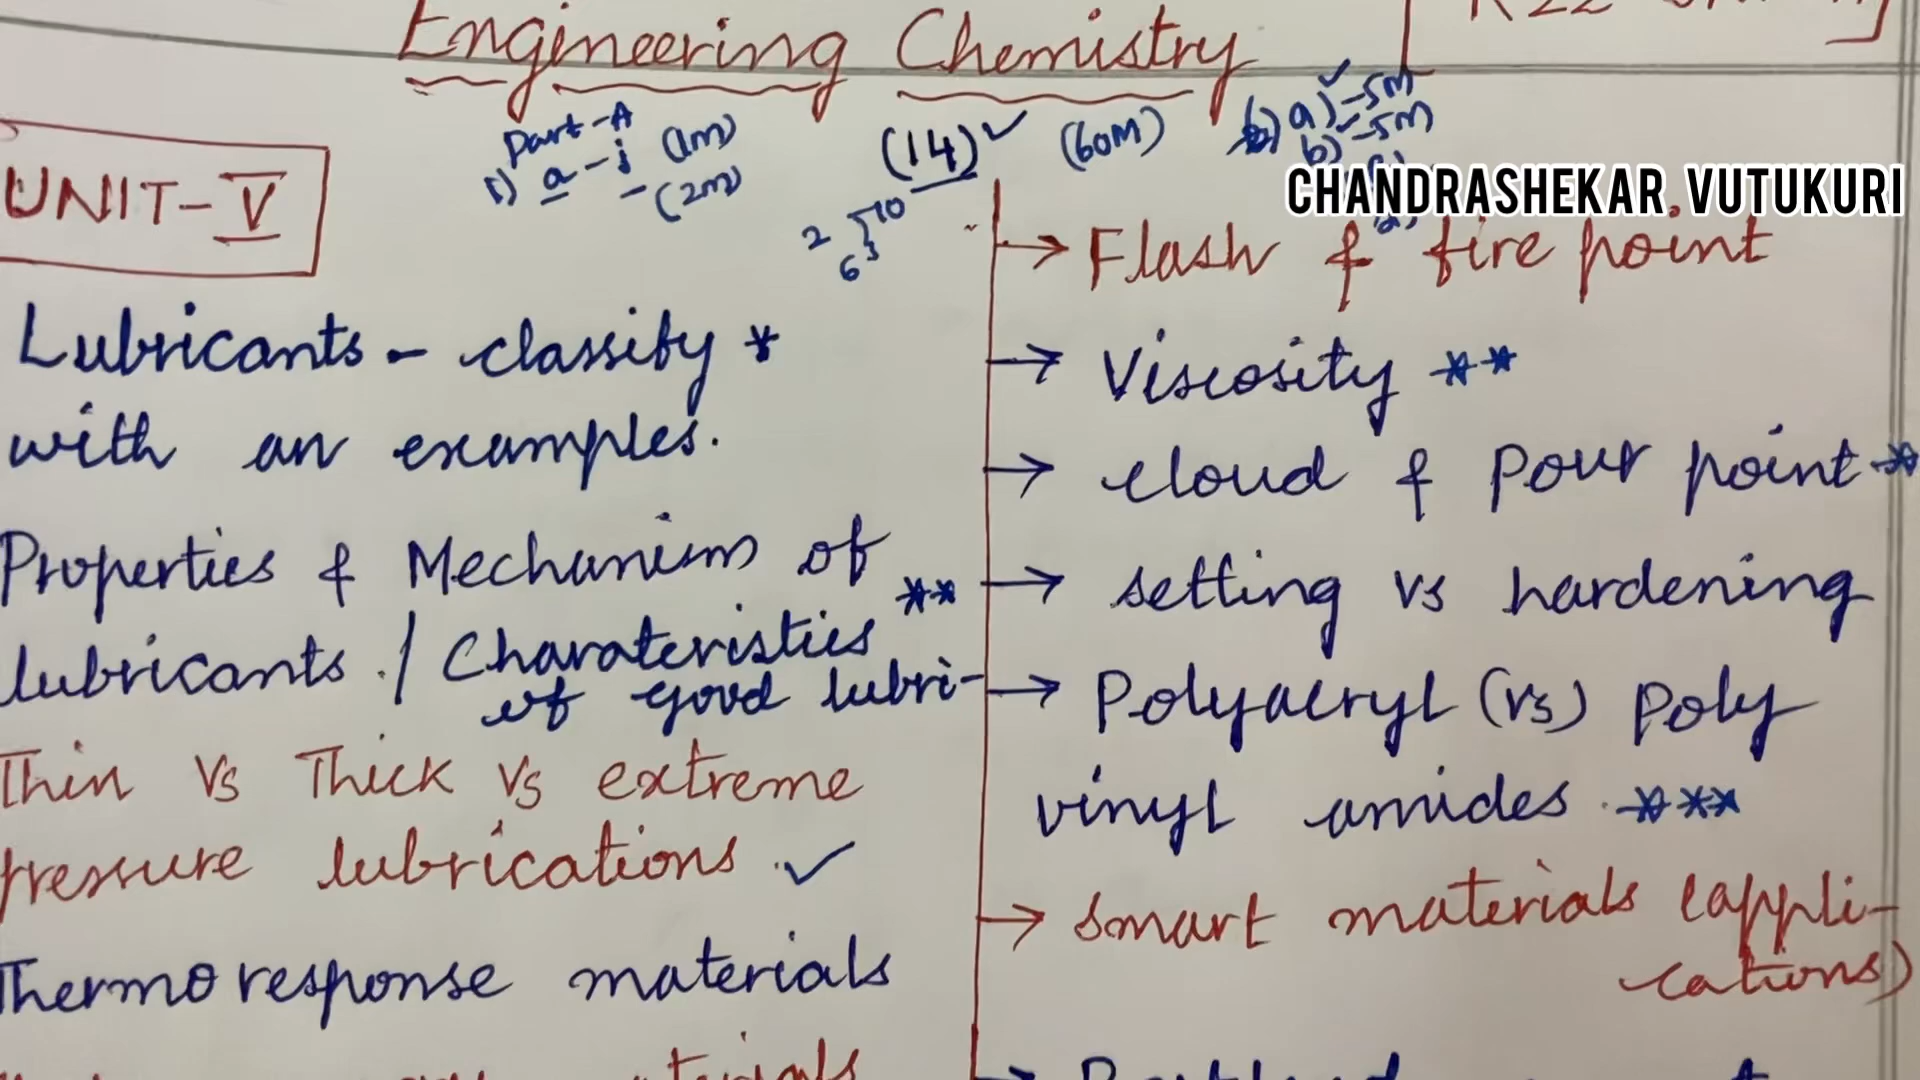 Engineering Chemistry
Part-A
1) a - j (1m)
- (2m)
(14) ✓ (60M)
a) - 5M
b) - 5M
2
5 10
6
CHANDRASHEKAR VUTUKURI
UNIT-V
Lubricants - classify *
with an examples.
Properties & Mechanism of
lubricants. / Charateristics **
of good lubri-
Thin Vs Thick Vs extreme
pressure lubrications. ✓
Thermo response materials
→ Flash & fire point
→ Viscosity **
→ cloud & Pour point *
→ setting vs hardening
→ Polyacryl (vs) Poly
vinyl amides. ***
→ smart materials (appli-
cations)